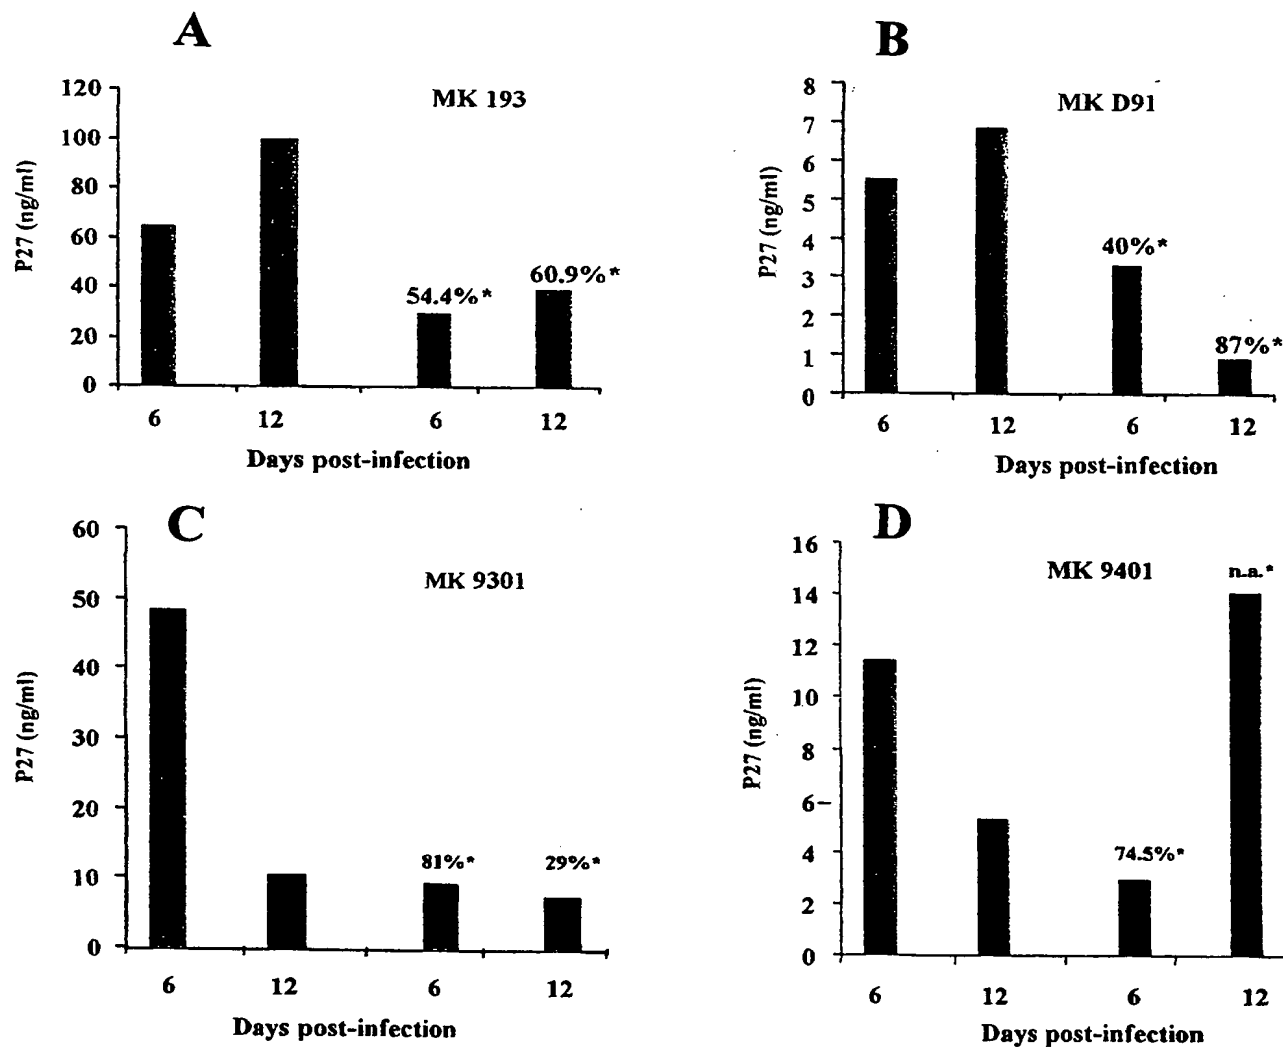 A
MK 193
P27 (ng/ml)
120
100
80
60
40
20
0
54.4%*
60.9%*
6 12 6 12
Days post-infection
B
MK D91
P27 (ng/ml)
8
7
6
5
4
3
2
1
0
40%*
87%*
6 12 6 12
Days post-infection
C
MK 9301
P27 (ng/ml)
60
50
40
30
20
10
0
81%*
29%*
6 12 6 12
Days post-infection
D
MK 9401
P27 (ng/ml)
16
14
12
10
8
6
4
2
0
74.5%*
n.a.*
6 12 6 12
Days post-infection